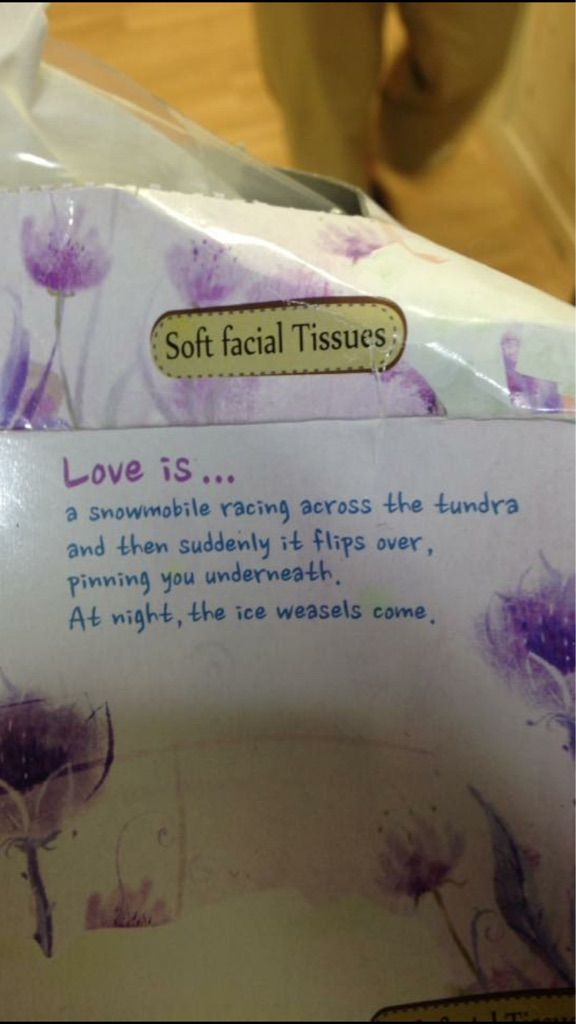 Soft facial Tissues
Love is...
a snowmobile racing across the tundra
and then suddenly it flips over,
pinning you underneath.
At night, the ice weasels come.